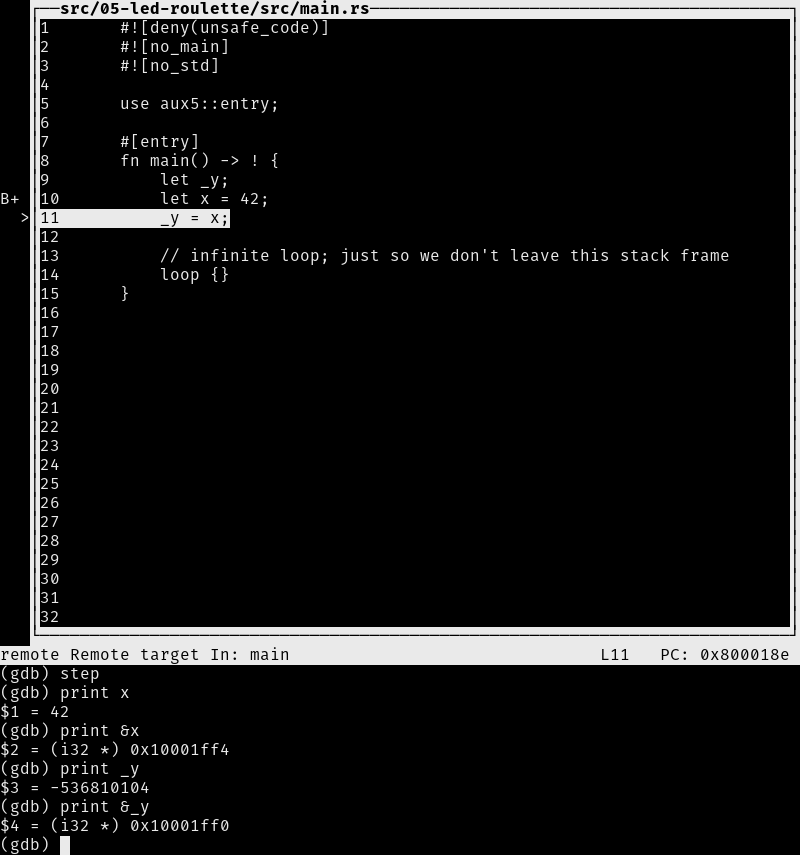 src/05-led-roulette/src/main.rs
1 #![deny(unsafe_code)]
2 #![no_main]
3 #![no_std]
4
5 use aux5::entry;
6
7 #[entry]
8 fn main() -> ! {
9 let _y;
B+ 10 let x = 42;
> 11 _y = x;
12
13 // infinite loop; just so we don't leave this stack frame
14 loop {}
15 }
16
17
18
19
20
21
22
23
24
25
26
27
28
29
30
31
32
remote Remote target In: main L11 PC: 0x800018e
(gdb) step
(gdb) print x
$1 = 42
(gdb) print &x
$2 = (i32 *) 0x10001ff4
(gdb) print _y
$3 = -536810104
(gdb) print &_y
$4 = (i32 *) 0x10001ff0
(gdb)